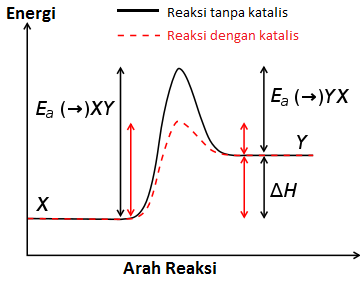 Energi
Reaksi tanpa katalis
Reaksi dengan katalis
Eₐ (→)XY
Eₐ (→)YX
X
Y
ΔH
Arah Reaksi